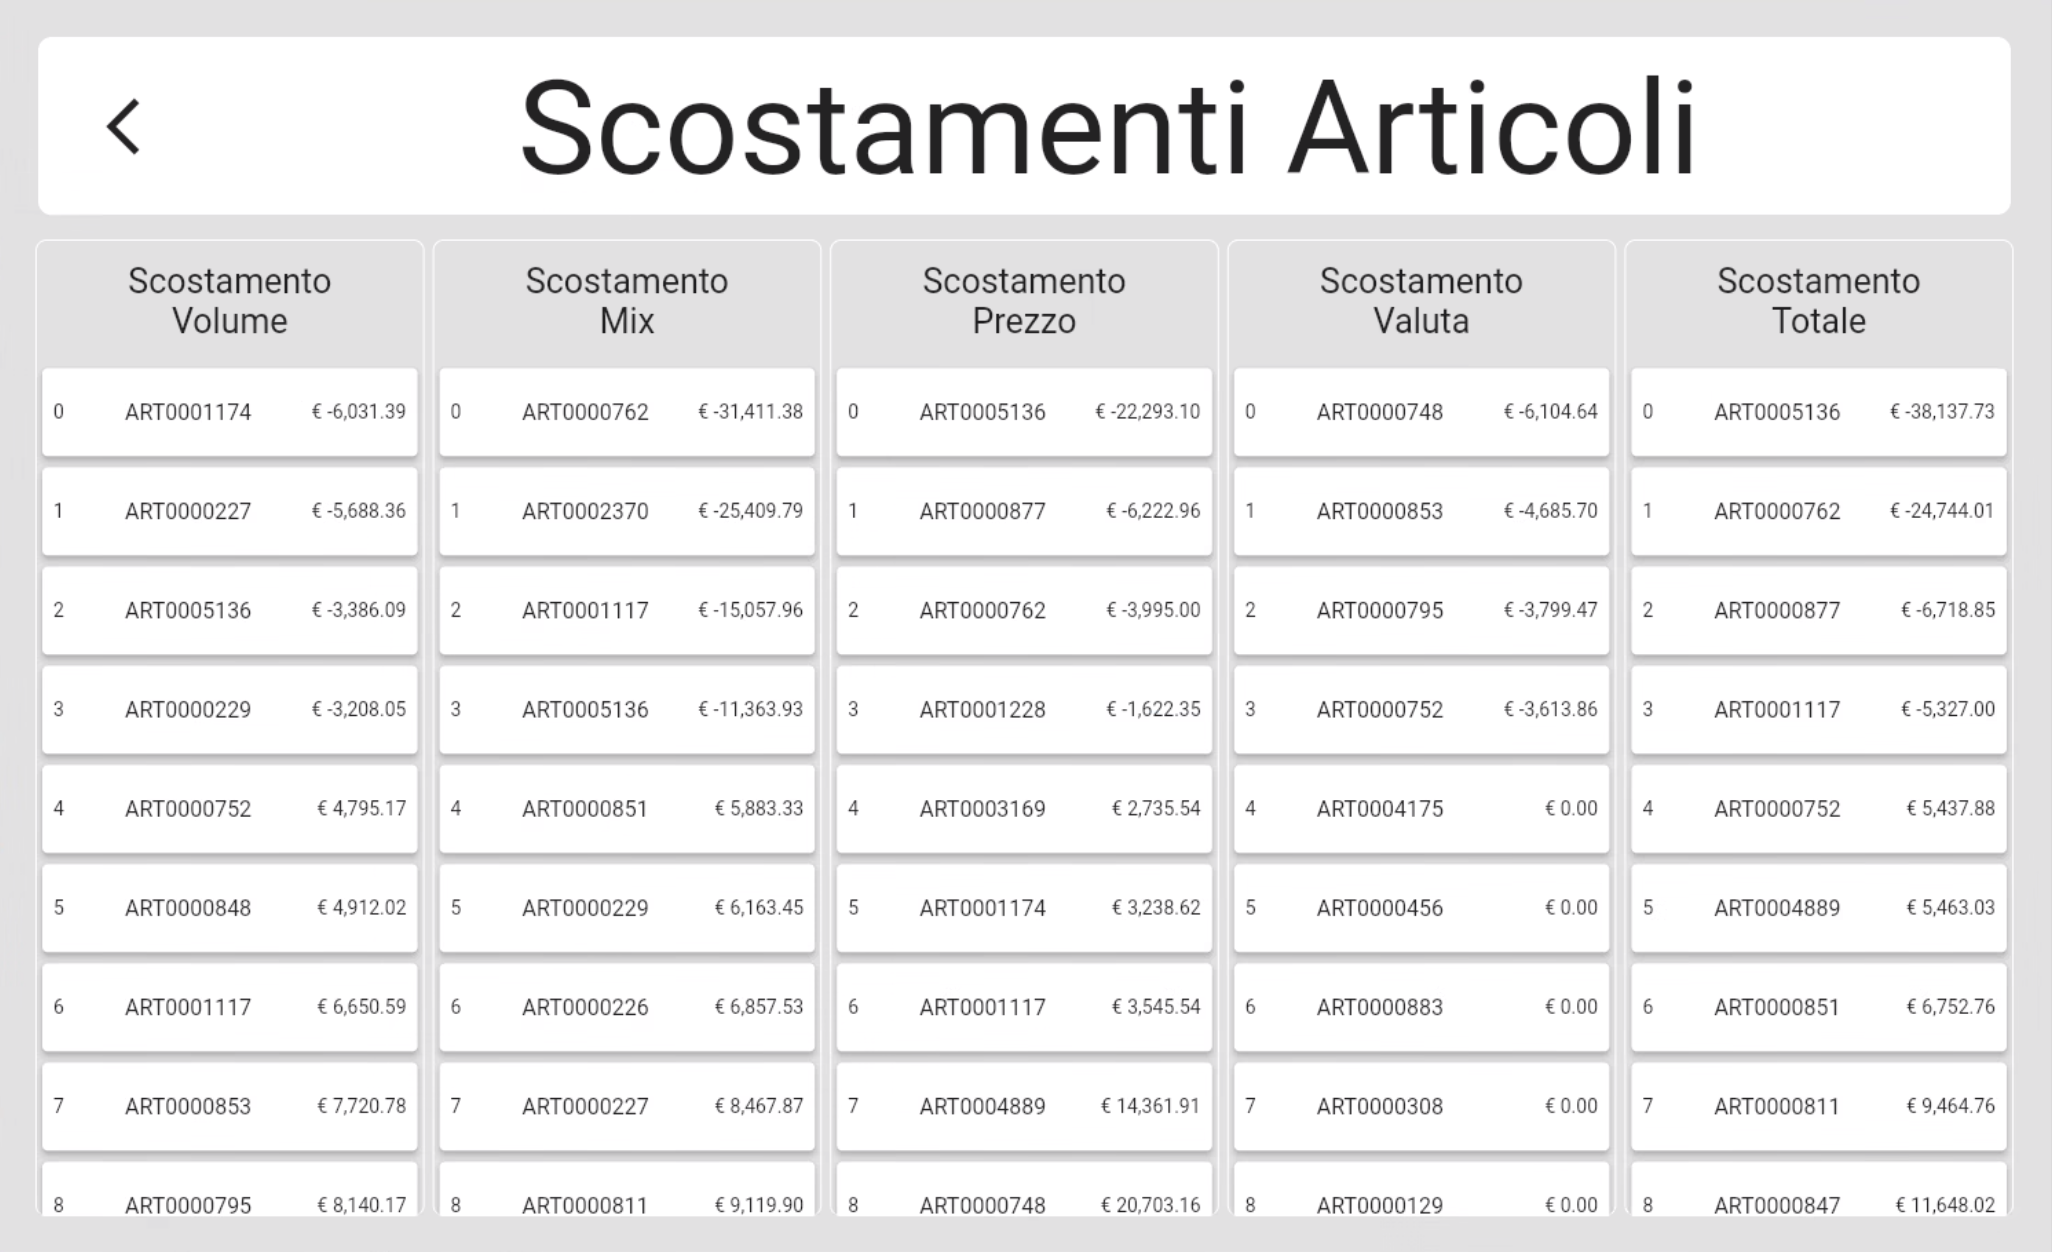 Scostamenti Articoli
Scostamento
Volume
0 ART0001174 € -6,031.39
1 ART0000227 € -5,688.36
2 ART0005136 € -3,386.09
3 ART0000229 € -3,208.05
4 ART0000752 € 4,795.17
5 ART0000848 € 4,912.02
6 ART0001117 € 6,650.59
7 ART0000853 € 7,720.78
8 ART0000795 € 8,140.17
Scostamento
Mix
0 ART0000762 € -31,411.38
1 ART0002370 € -25,409.79
2 ART0001117 € -15,057.96
3 ART0005136 € -11,363.93
4 ART0000851 € 5,883.33
5 ART0000229 € 6,163.45
6 ART0000226 € 6,857.53
7 ART0000227 € 8,467.87
8 ART0000811 € 9,119.90
Scostamento
Prezzo
0 ART0005136 € -22,293.10
1 ART0000877 € -6,222.96
2 ART0000762 € -3,995.00
3 ART0001228 € -1,622.35
4 ART0003169 € 2,735.54
5 ART0001174 € 3,238.62
6 ART0001117 € 3,545.54
7 ART0004889 € 14,361.91
8 ART0000748 € 20,703.16
Scostamento
Valuta
0 ART0000748 € -6,104.64
1 ART0000853 € -4,685.70
2 ART0000795 € -3,799.47
3 ART0000752 € -3,613.86
4 ART0004175 € 0.00
5 ART0000456 € 0.00
6 ART0000883 € 0.00
7 ART0000308 € 0.00
8 ART0000129 € 0.00
Scostamento
Totale
0 ART0005136 € -38,137.73
1 ART0000762 € -24,744.01
2 ART0000877 € -6,718.85
3 ART0001117 € -5,327.00
4 ART0000752 € 5,437.88
5 ART0004889 € 5,463.03
6 ART0000851 € 6,752.76
7 ART0000811 € 9,464.76
8 ART0000847 € 11,648.02